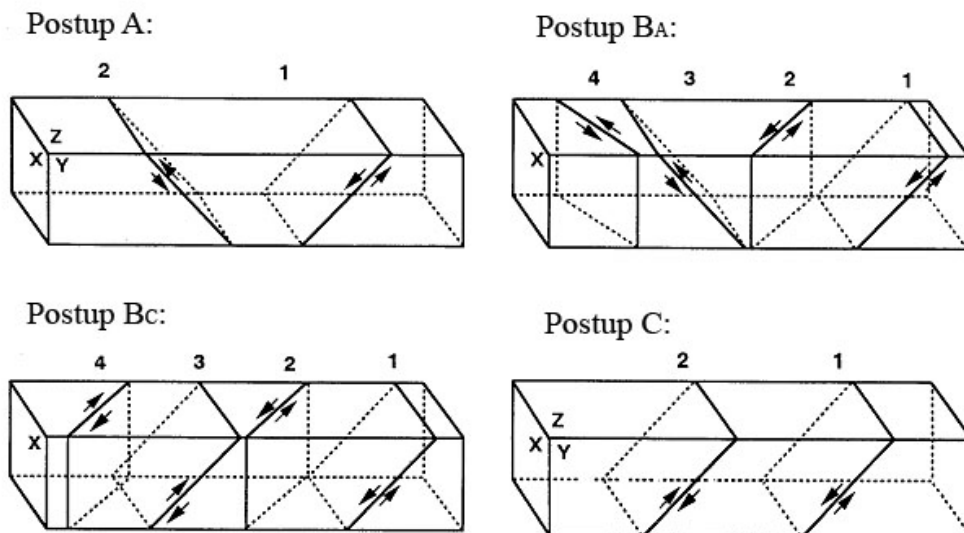 Postup A:
2 1
Z
X Y
Postup BA:
4 3 2 1
X
Postup BC:
4 3 2 1
X
Postup C:
2 1
Z
X Y